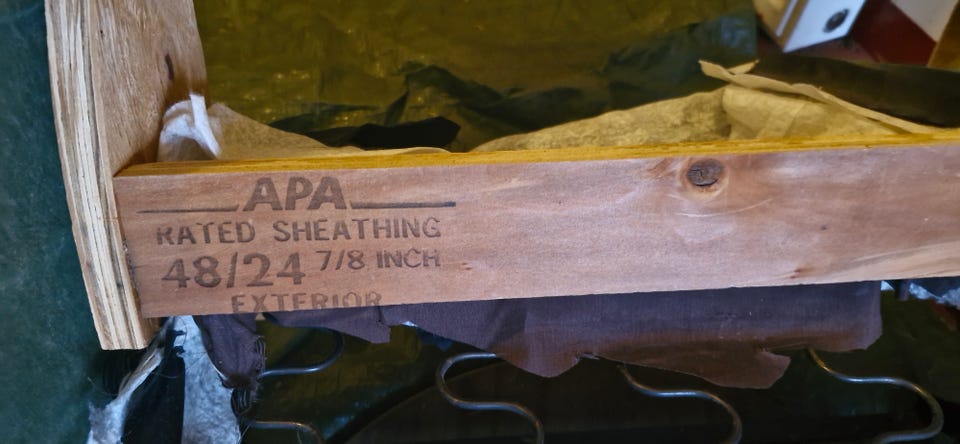 APA
RATED SHEATHING
48/24 7/8 INCH
EXTERIOR